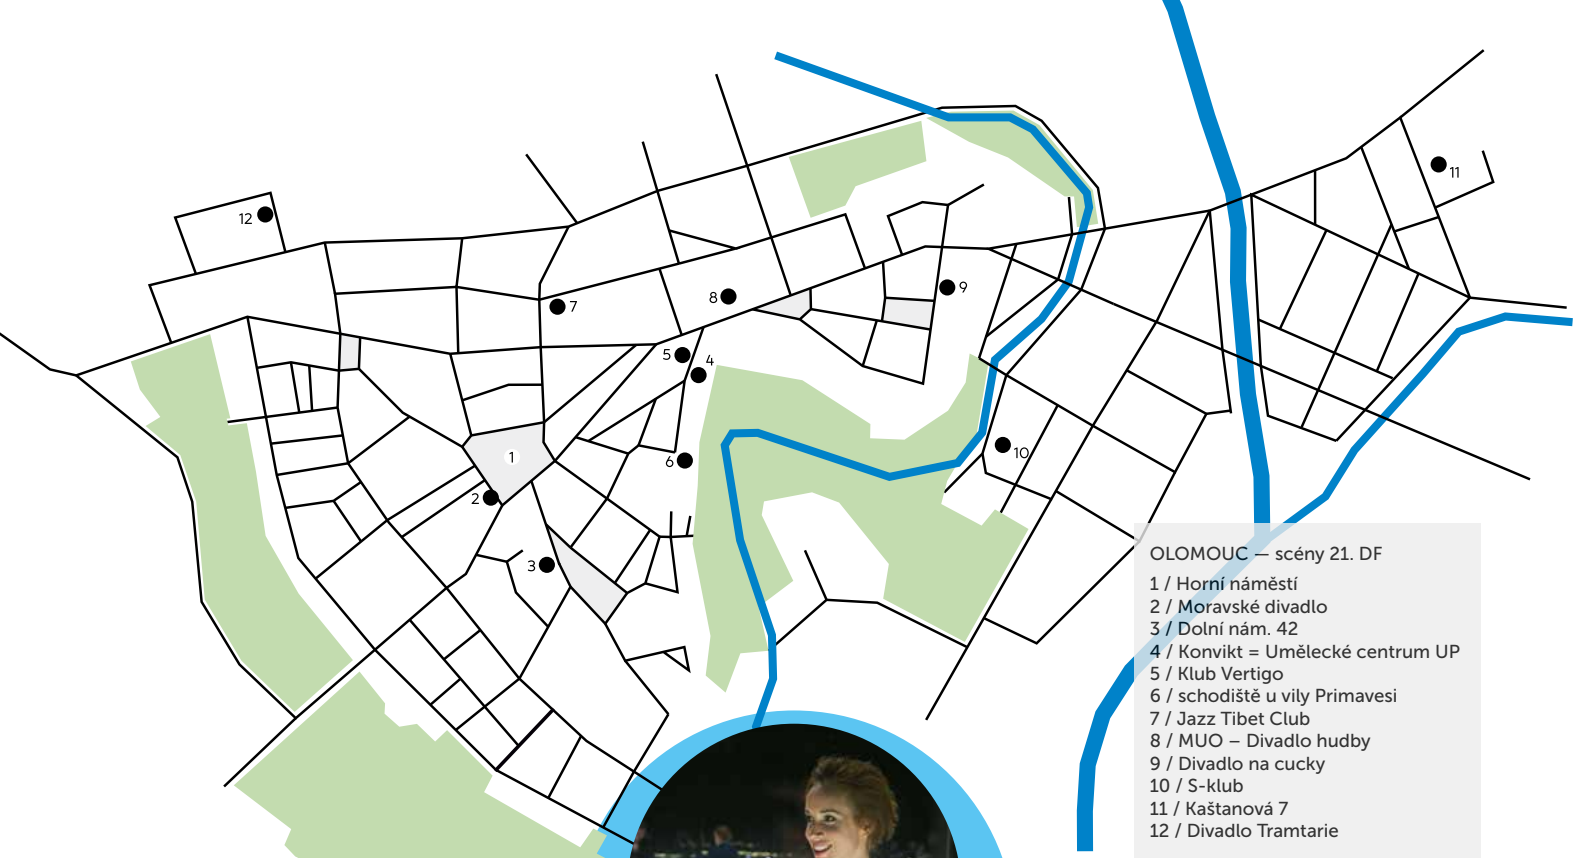 11
12
9
8
7
5
4
10
1
6
2
3
OLOMOUC — scény 21. DF
1 / Horní náměstí
2 / Moravské divadlo
3 / Dolní nám. 42
4 / Konvikt = Umělecké centrum UP
5 / Klub Vertigo
6 / schodiště u vily Primavesi
7 / Jazz Tibet Club
8 / MUO – Divadlo hudby
9 / Divadlo na cucky
10 / S-klub
11 / Kaštanová 7
12 / Divadlo Tramtarie